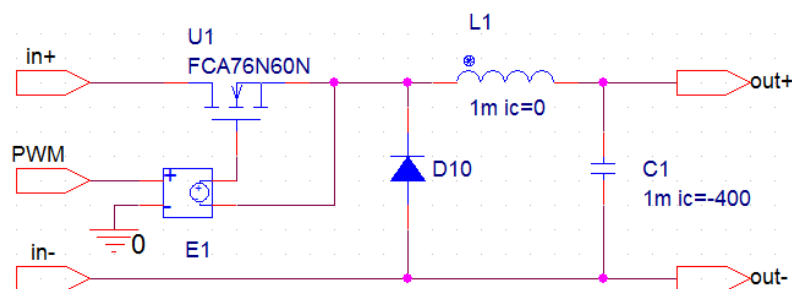 L1
U1
FCA76N60N
in+
out+
1m ic=0
PWM
D10
C1
1m ic=-400
+
-
0
E1
in-
out-